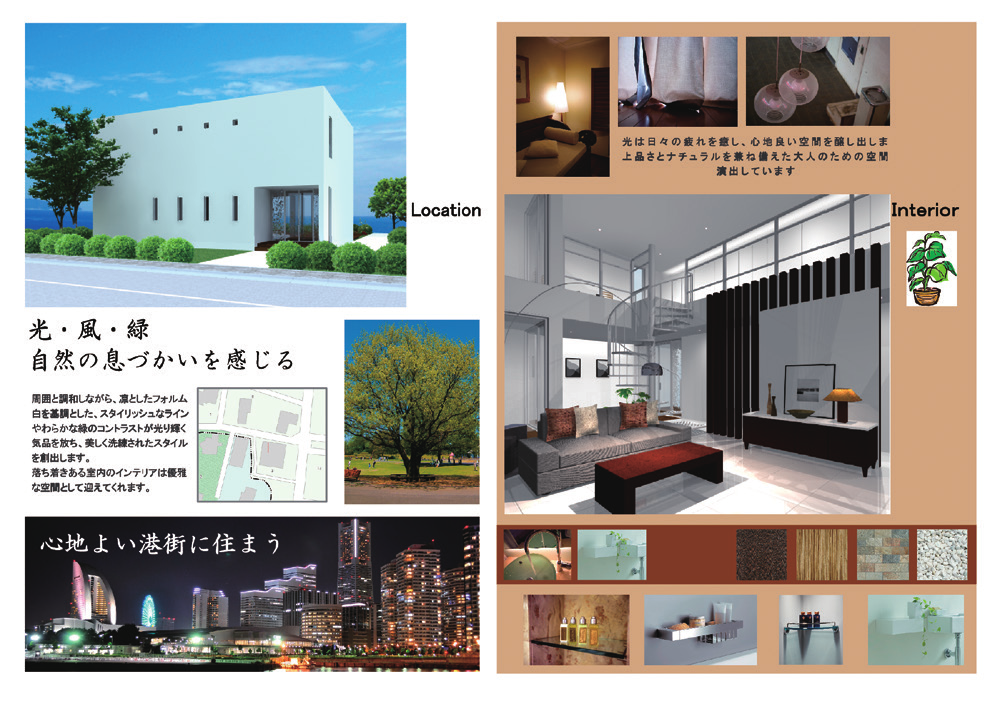 Location
光・風・緑
自然の息づかいを感じる
周囲と調和しながら、凛としたフォルム
白を基調とした、スタイリッシュなライン
やわらかな緑のコントラストが光り輝く
気品を放ち、美しく洗練されたスタイル
を創出します。
落ち着きある室内のインテリアは優雅
な空間として迎えてくれます。
心地よい港街に住まう
光は日々の疲れを癒し、心地良い空間を醸し出しま
上品さとナチュラルを兼ね備えた大人のための空間
演出しています
Interior